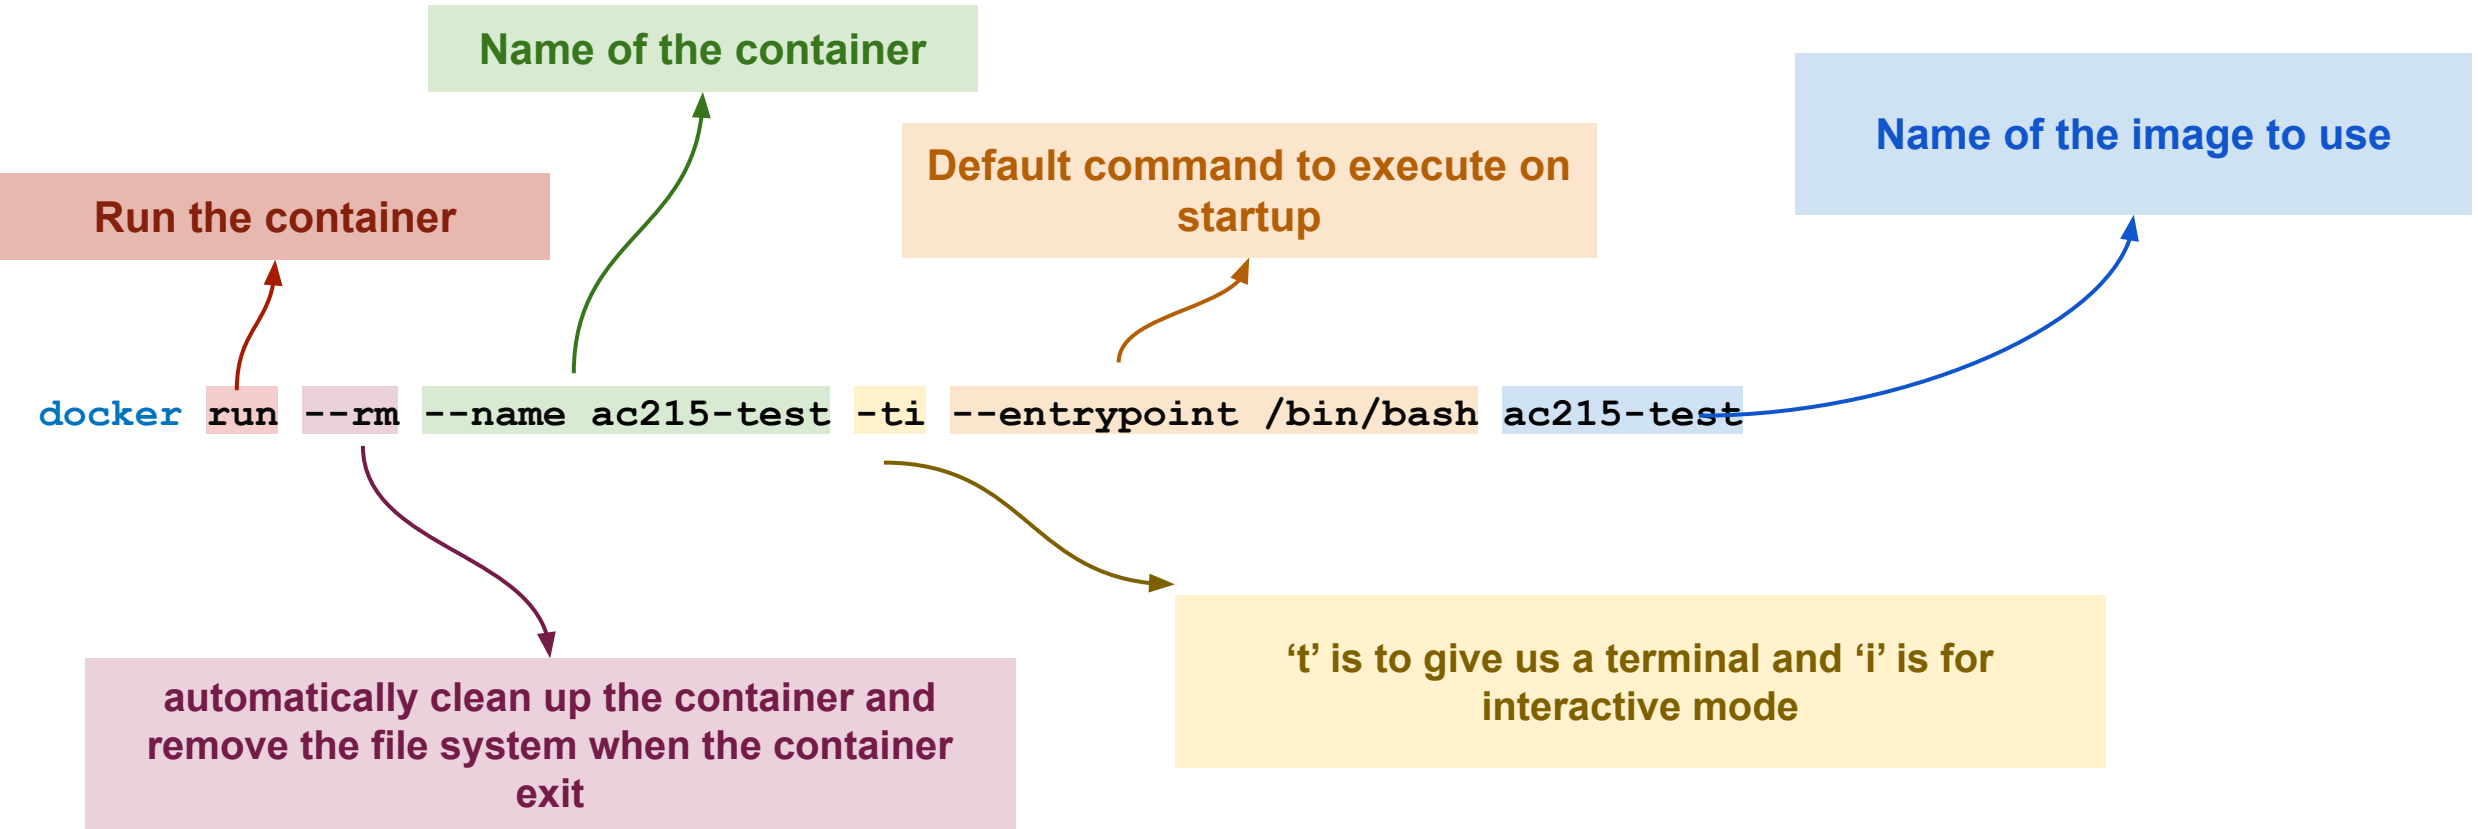 Name of the container
Name of the image to use
Default command to execute on
startup
Run the container
docker run --rm --name ac215-test -ti --entrypoint /bin/bash ac215-test
‘t’ is to give us a terminal and ‘i’ is for
interactive mode
automatically clean up the container and
remove the file system when the container
exit